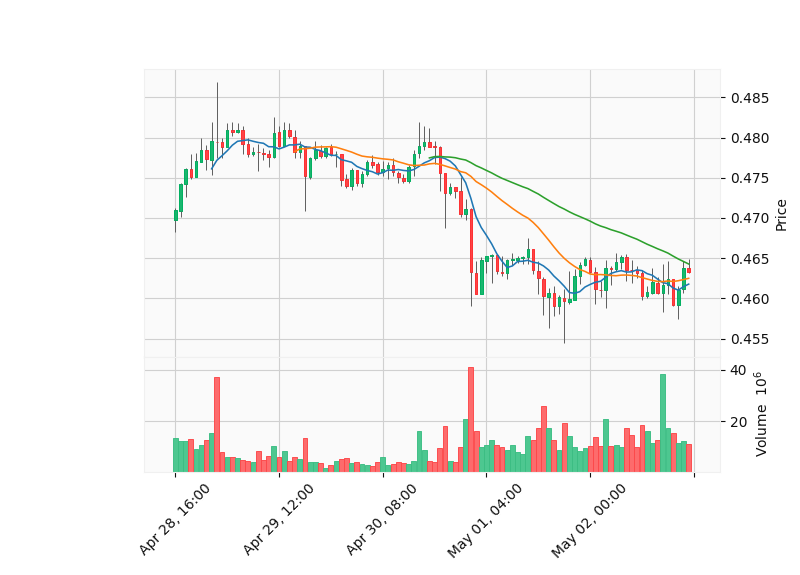 0.485
0.480
0.475
0.470
0.465
0.460
0.455
Price
40
20
Volume 10^6
Apr 28, 16:00
Apr 29, 12:00
Apr 30, 08:00
May 01, 04:00
May 02, 00:00